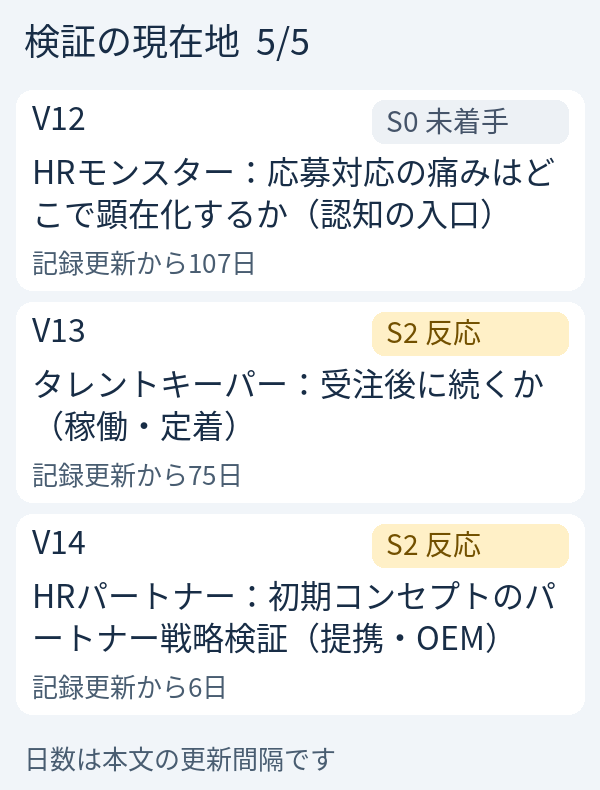 検証の現在地 5/5
V12
S0 未着手
HRモンスター：応募対応の痛みはど
こで顕在化するか（認知の入口）
記録更新から107日
V13
S2 反応
タレントキーパー：受注後に続くか
（稼働・定着）
記録更新から75日
V14
S2 反応
HRパートナー：初期コンセプトのパ
ートナー戦略検証（提携・OEM）
記録更新から6日
日数は本文の更新間隔です